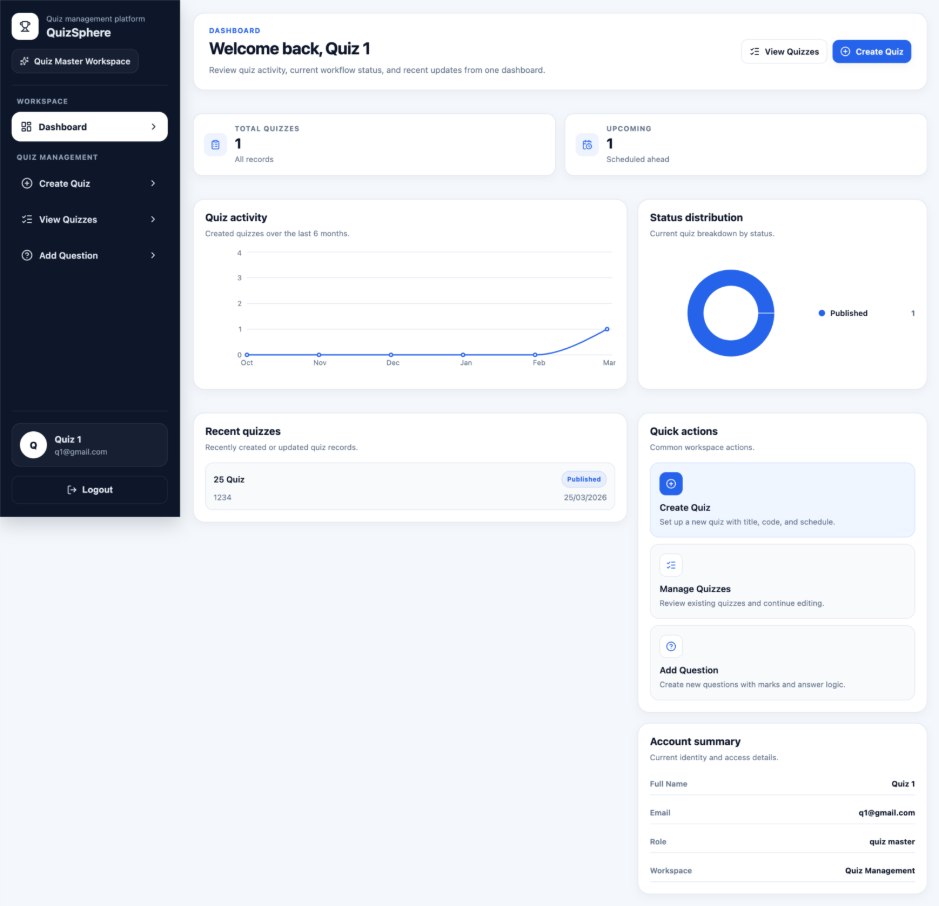 Quiz management platform
QuizSphere
Quiz Master Workspace
WORKSPACE
Dashboard
QUIZ MANAGEMENT
Create Quiz
View Quizzes
Add Question
Q
Quiz 1
q1@gmail.com
Logout
DASHBOARD
Welcome back, Quiz 1
Review quiz activity, current workflow status, and recent updates from one dashboard.
View Quizzes
Create Quiz
TOTAL QUIZZES
1
All records
UPCOMING
1
Scheduled ahead
Quiz activity
Created quizzes over the last 6 months.
4
3
2
1
0
Oct Nov Dec Jan Feb Mar
Status distribution
Current quiz breakdown by status.
Published 1
Recent quizzes
Recently created or updated quiz records.
25 Quiz Published
1234 25/03/2026
Quick actions
Common workspace actions.
Create Quiz
Set up a new quiz with title, code, and schedule.
Manage Quizzes
Review existing quizzes and continue editing.
Add Question
Create new questions with marks and answer logic.
Account summary
Current identity and access details.
Full Name Quiz 1
Email q1@gmail.com
Role quiz master
Workspace Quiz Management